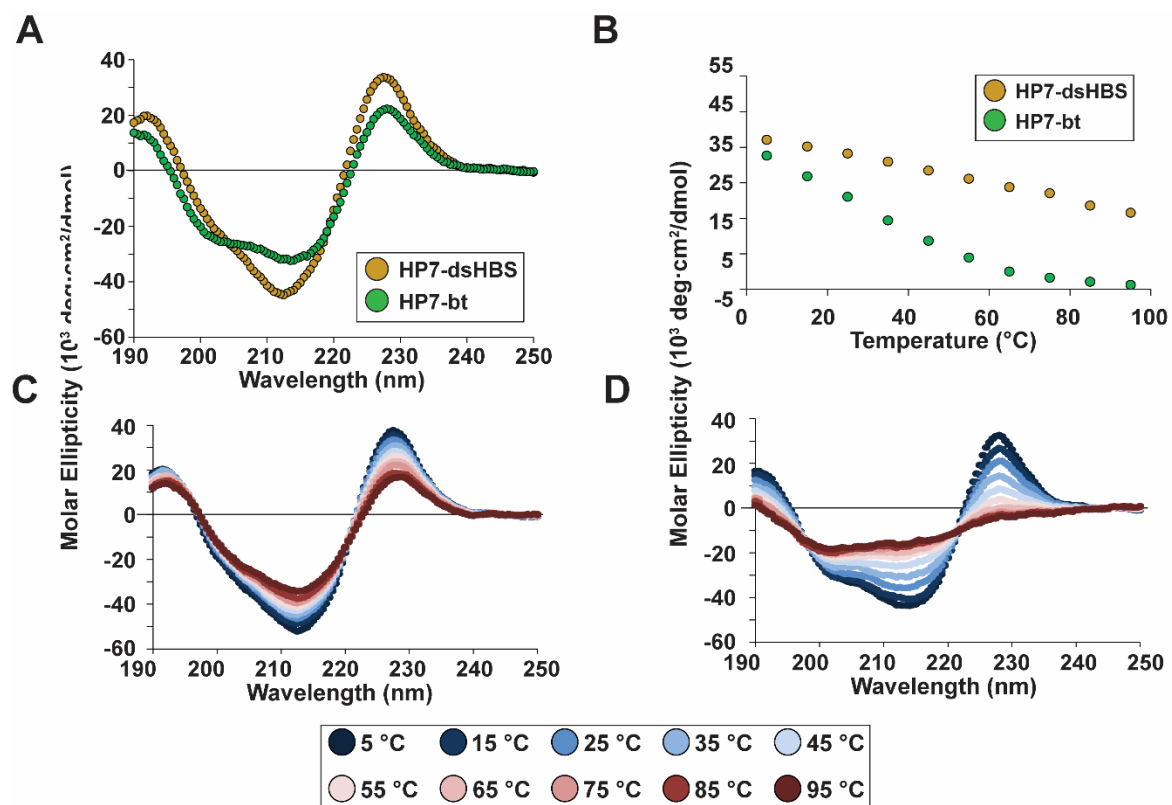 A
40
20
0
-20
-40
-60
190 200 210 220 230 240 250
Wavelength (nm)
HP7-dsHBS
HP7-bt
B
55
45
35
25
15
-5
0 20 40 60 80 100
Temperature (°C)
HP7-dsHBS
HP7-bt
Molar Ellipticity (10³ deg·cm²/dmol)
Molar Ellipticity (10³ deg·cm²/dmol)
C
40
20
0
-20
-40
-60
190 200 210 220 230 240 250
Wavelength (nm)
D
40
20
0
-20
-40
-60
190 200 210 220 230 240 250
Wavelength (nm)
5 °C 15 °C 25 °C 35 °C 45 °C
55 °C 65 °C 75 °C 85 °C 95 °C